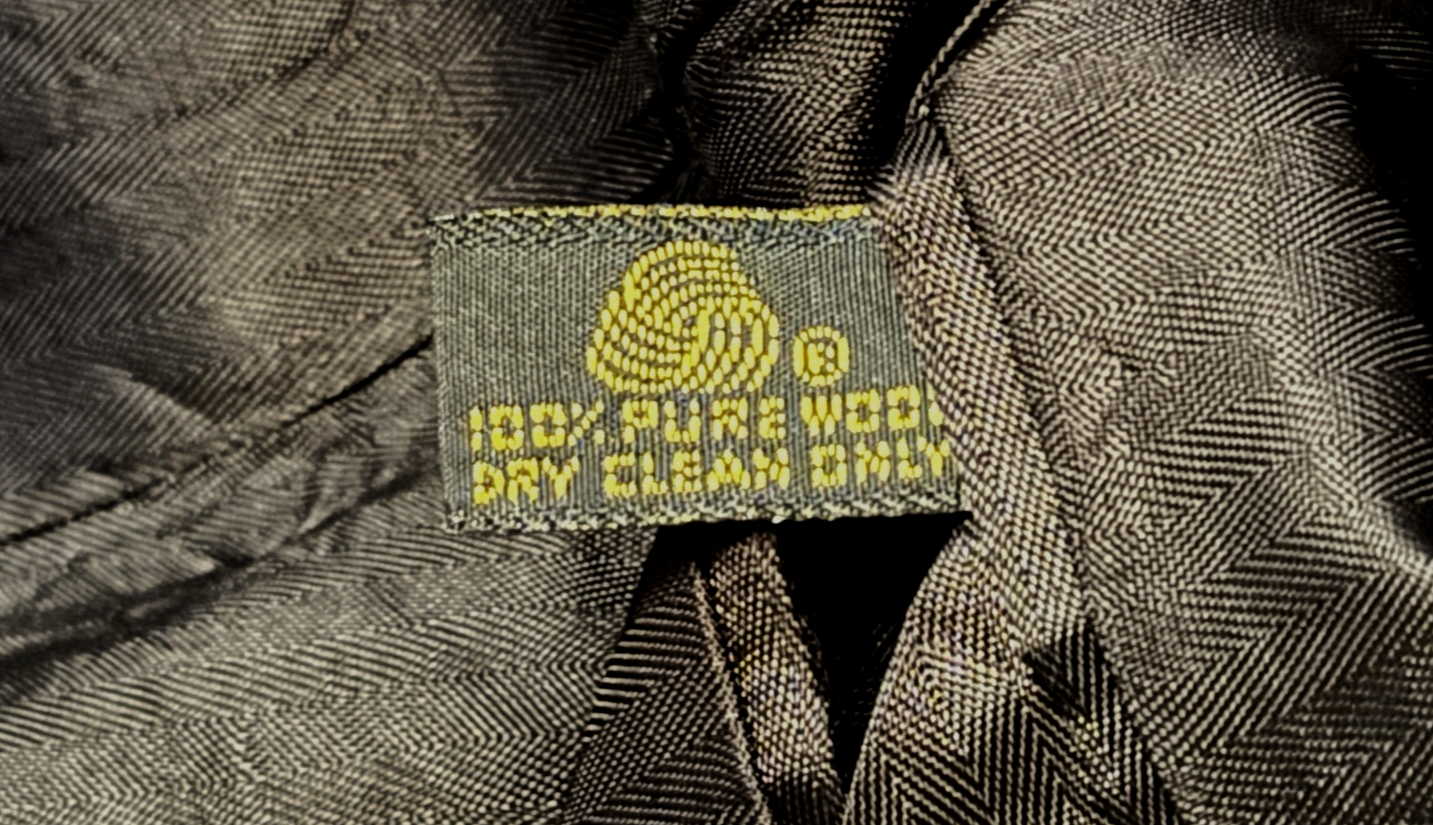 ®
100% PURE WOOL
DRY CLEAN ONLY